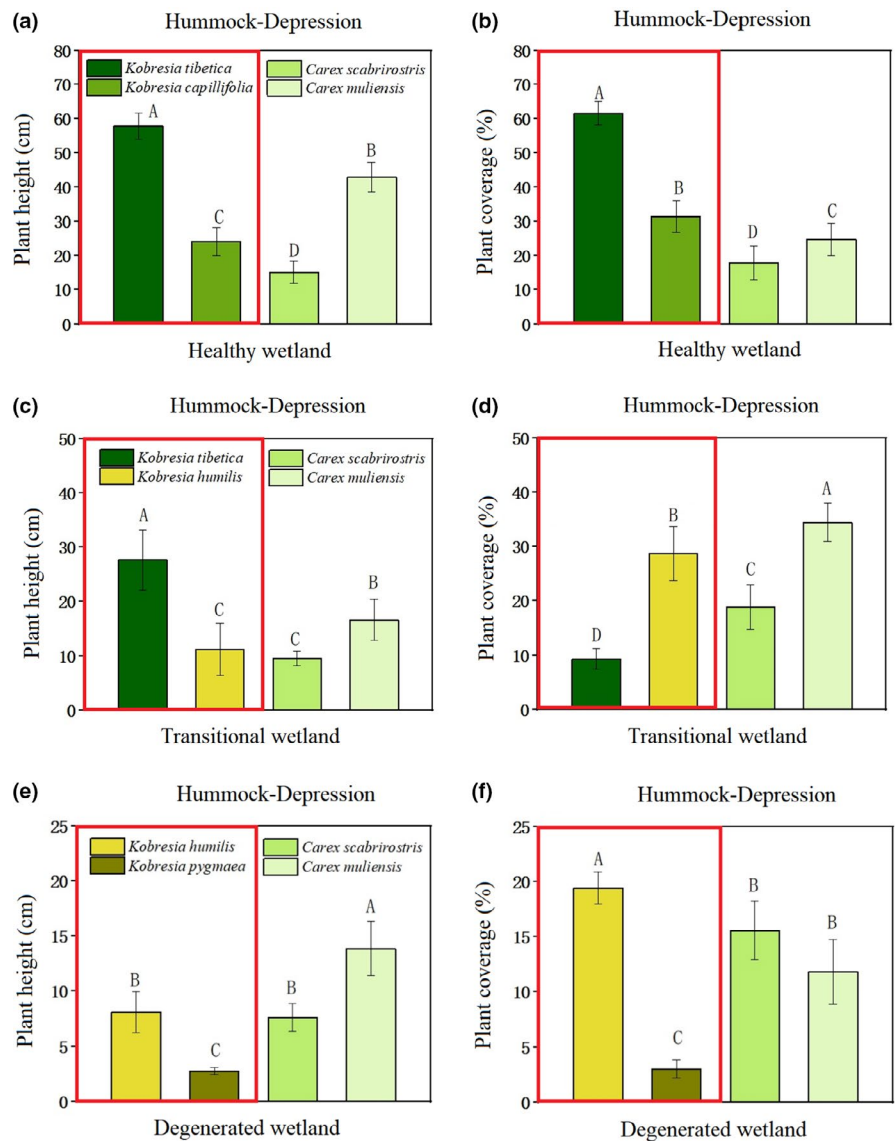 (a)
Hummock-Depression
Plant height (cm)
80
70
60
50
40
30
20
10
0
Kobresia tibetica
Kobresia capillifolia
Carex scabrirostris
Carex muliensis
A
C
D
B
Healthy wetland
(b)
Hummock-Depression
Plant coverage (%)
80
70
60
50
40
30
20
10
0
A
B
D
C
Healthy wetland
(c)
Hummock-Depression
Plant height (cm)
50
40
30
20
10
0
Kobresia tibetica
Kobresia humilis
Carex scabrirostris
Carex muliensis
A
C
C
B
Transitional wetland
(d)
Hummock-Depression
Plant coverage (%)
50
40
30
20
10
0
D
B
C
A
Transitional wetland
(e)
Hummock-Depression
Plant height (cm)
25
20
15
10
5
0
Kobresia humilis
Kobresia pygmaea
Carex scabrirostris
Carex muliensis
B
C
B
A
Degenerated wetland
(f)
Hummock-Depression
Plant coverage (%)
25
20
15
10
5
0
A
C
B
B
Degenerated wetland